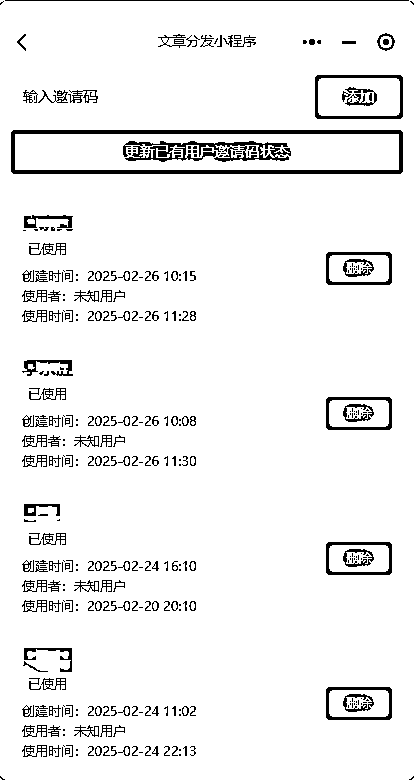 文章分发小程序
输入邀请码
添加
更新已有用户邀请码状态
已使用
删除
创建时间：2025-02-26 10:15
使用者：未知用户
使用时间：2025-02-26 11:28
已使用
删除
创建时间：2025-02-26 10:08
使用者：未知用户
使用时间：2025-02-26 11:30
已使用
删除
创建时间：2025-02-24 16:10
使用者：未知用户
使用时间：2025-02-20 20:10
已使用
删除
创建时间：2025-02-24 11:02
使用者：未知用户
使用时间：2025-02-24 22:13